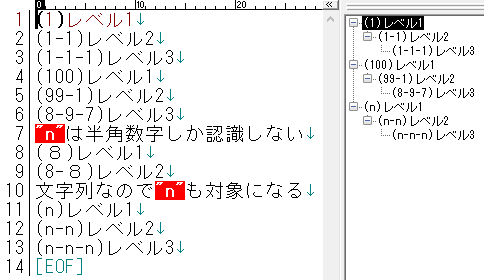 0 10 20 «
1 (1)レベル1↓
2 (1-1)レベル2↓
3 (1-1-1)レベル3↓
4 (100)レベル1↓
5 (99-1)レベル2↓
6 (8-9-7)レベル3↓
7 "n"は半角数字しか認識しない↓
8 (８)レベル1↓
9 (8-８)レベル2↓
10 文字列なので"n"も対象になる↓
11 (n)レベル1↓
12 (n-n)レベル2↓
13 (n-n-n)レベル3↓
14 [EOF]
(1)レベル1
(1-1)レベル2
(1-1-1)レベル3
(100)レベル1
(99-1)レベル2
(8-9-7)レベル3
(n)レベル1
(n-n)レベル2
(n-n-n)レベル3